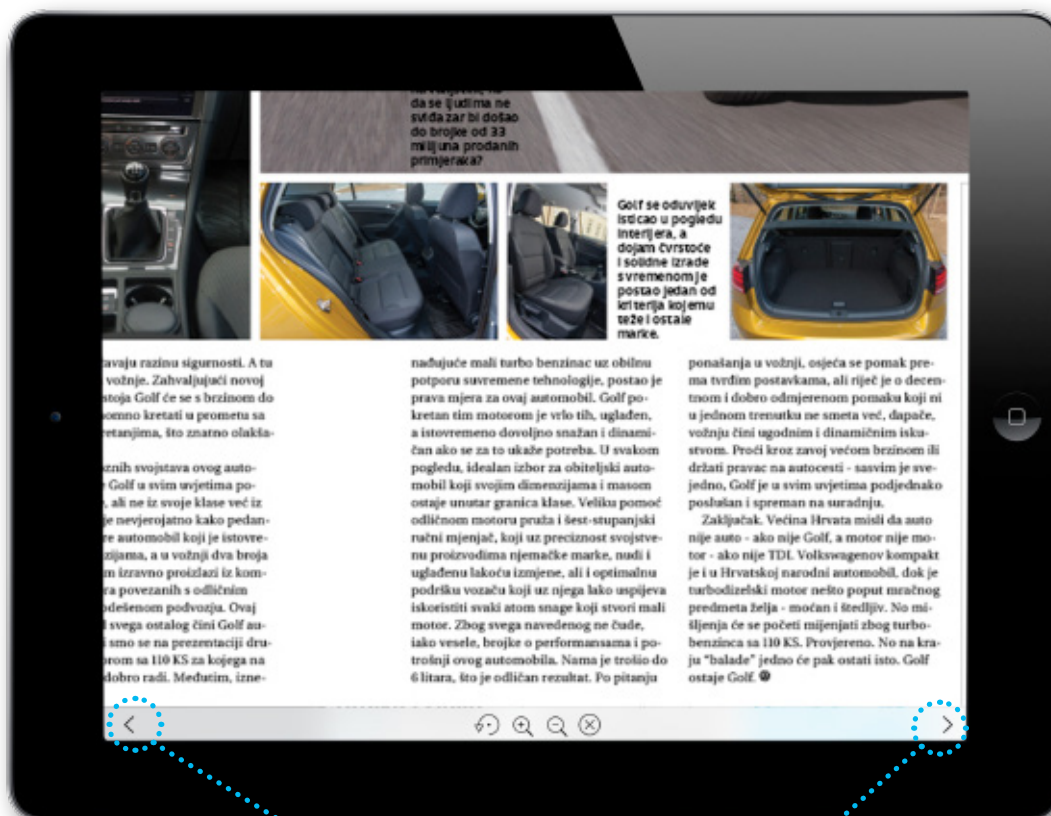 da se ljudima ne
sviđa zar bi došao
do brojke od 33
milijuna prodanih
primjeraka?
Golf se oduvijek
isticao u pogledu
interijera, a
dojam čvrstoće
i solidne izrade
s vremenom je
postao jedan od
kriterija kojemu
teže i ostale
marke.
tavaju razinu sigurnosti. A tu
vožnje. Zahvaljujući novoj
stoja Golf će se s brzinom do
omno kretati u prometu sa
retanjima, što znatno olakša-
znih svojstava ovog auto-
Golf u svim uvjetima po-
, ali ne iz svoje klase već iz
je nevjerojatno kako pedan-
re automobil koji je istovre-
zijama, a u vožnji dva broja
m izravno proizlazi iz kom-
ra povezanih s odličnim
odešenom podvozju. Ovaj
l svega ostalog čini Golf au-
i smo se na prezentaciji dru-
orom sa 110 KS za kojega na
dobro radi. Međutim, izne-
nađujuće mali turbo benzinac uz obilnu
potporu suvremene tehnologije, postao je
prava mjera za ovaj automobil. Golf po-
kretan tim motorom je vrlo tih, uglađen,
a istovremeno dovoljno snažan i dinami-
čan ako se za to ukaže potreba. U svakom
pogledu, idealan izbor za obiteljski auto-
mobil koji svojim dimenzijama i masom
ostaje unutar granica klase. Veliku pomoć
odličnom motoru pruža i šest-stupanjski
ručni mjenjač, koji uz preciznost svojstve-
nu proizvodima njemačke marke, nudi i
uglađenu lakoću izmjene, ali i optimalnu
podršku vozaču koji uz njega lako uspijeva
iskoristiti svaki atom snage koji stvori mali
motor. Zbog svega navedenog ne čude,
iako vesele, brojke o performansama i po-
trošnji ovog automobila. Nama je trošio do
6 litara, što je odličan rezultat. Po pitanju
ponašanja u vožnji, osjeća se pomak pre-
ma tvrdim postavkama, ali riječ je o decen-
tnom i dobro odmjerenom pomaku koji ni
u jednom trenutku ne smeta već, dapače,
vožnju čini ugodnim i dinamičnim isku-
stvom. Proći kroz zavoj većom brzinom ili
držati pravac na autocesti - sasvim je sve-
jedno, Golf je u svim uvjetima podjednako
poslušan i spreman na suradnju.
Zaključak. Većina Hrvata misli da auto
nije auto - ako nije Golf, a motor nije mo-
tor - ako nije TDI. Volkswagenov kompakt
je i u Hrvatskoj narodni automobil, dok je
turbodizelski motor nešto poput mračnog
predmeta želja - moćan i štedljiv. No mi-
šljenja će se početi mijenjati zbog turbo-
benzinca sa 110 KS. Provjereno. No na kra-
ju “balade” jedno će pak ostati isto. Golf
ostaje Golf.